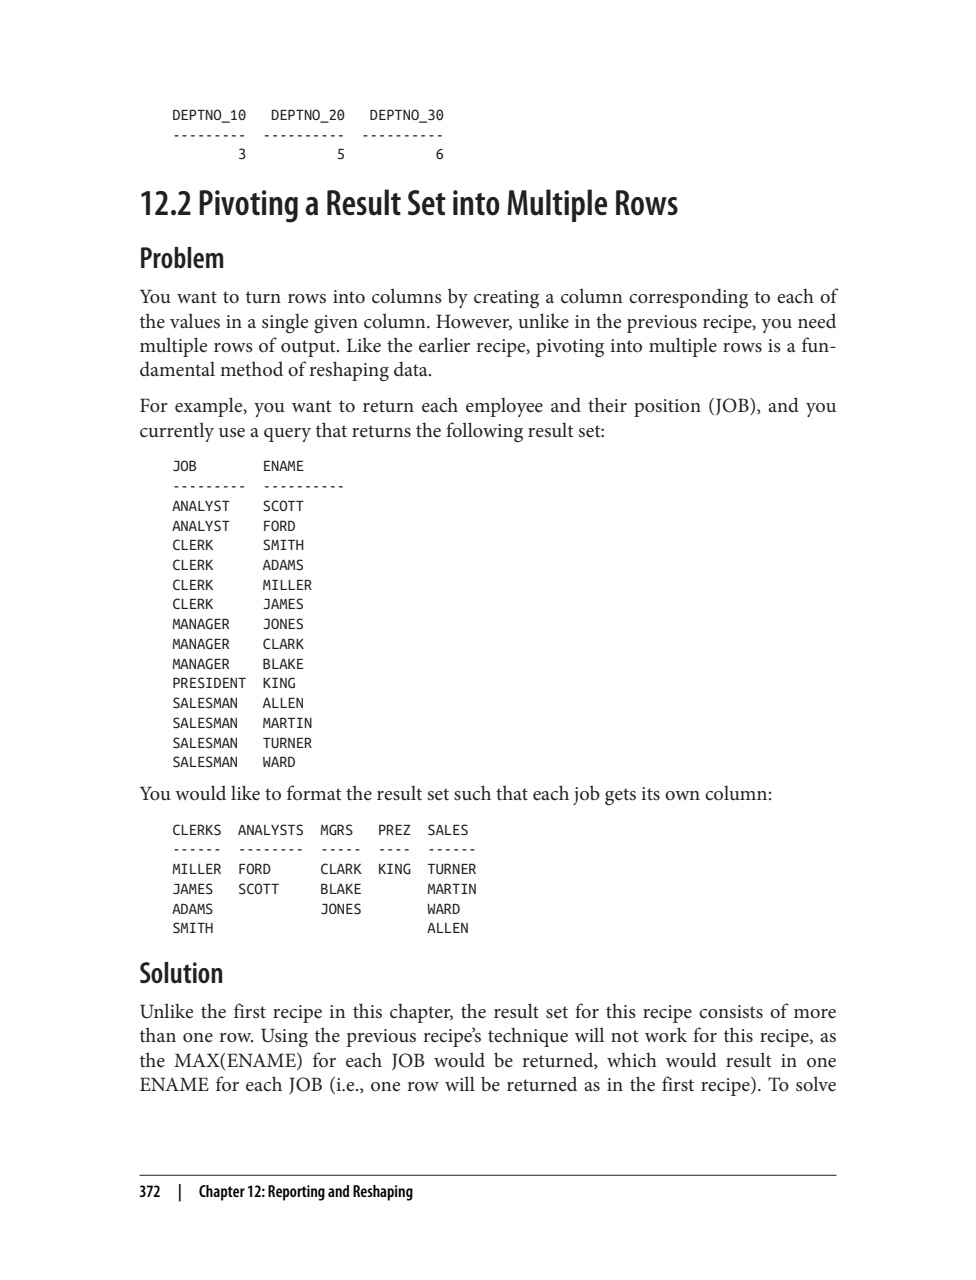 DEPTNO_10   DEPTNO_20   DEPTNO_30
---------  ----------  ----------
        3           5           6
12.2 Pivoting a Result Set into Multiple Rows
Problem
You want to turn rows into columns by creating a column corresponding to each of
the values in a single given column. However, unlike in the previous recipe, you need
multiple rows of output. Like the earlier recipe, pivoting into multiple rows is a fun-
damental method of reshaping data.
For example, you want to return each employee and their position (JOB), and you
currently use a query that returns the following result set:
JOB        ENAME
---------  ----------
ANALYST    SCOTT
ANALYST    FORD
CLERK      SMITH
CLERK      ADAMS
CLERK      MILLER
CLERK      JAMES
MANAGER    JONES
MANAGER    CLARK
MANAGER    BLAKE
PRESIDENT  KING
SALESMAN   ALLEN
SALESMAN   MARTIN
SALESMAN   TURNER
SALESMAN   WARD
You would like to format the result set such that each job gets its own column:
CLERKS  ANALYSTS  MGRS   PREZ  SALES
------  --------  -----  ----  ------
MILLER  FORD      CLARK  KING  TURNER
JAMES   SCOTT     BLAKE        MARTIN
ADAMS             JONES        WARD
SMITH                          ALLEN
Solution
Unlike the first recipe in this chapter, the result set for this recipe consists of more
than one row. Using the previous recipe’s technique will not work for this recipe, as
the MAX(ENAME) for each JOB would be returned, which would result in one
ENAME for each JOB (i.e., one row will be returned as in the first recipe). To solve
372 | Chapter 12: Reporting and Reshaping